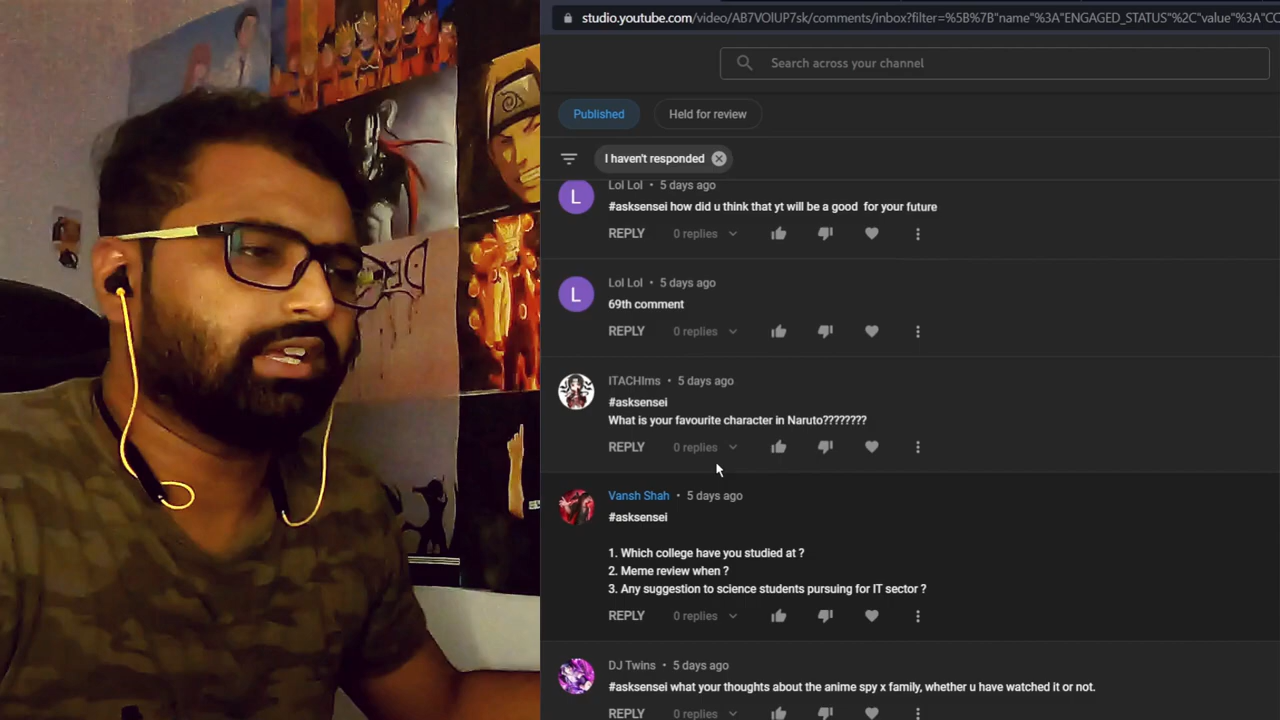 studio.youtube.com/video/AB7VOlUP7sk/comments/inbox?filter=%5B%7B"name"%3A"ENGAGED_STATUS"%2C"value"%3A"CO
Search across your channel
Published
Held for review
I haven't responded
L
Lol Lol • 5 days ago
#asksensei how did u think that yt will be a good for your future
REPLY 0 replies
L
Lol Lol • 5 days ago
69th comment
REPLY 0 replies
ITACHIms • 5 days ago
#asksensei
What is your favourite character in Naruto????????
REPLY 0 replies
Vansh Shah • 5 days ago
#asksensei
1. Which college have you studied at ?
2. Meme review when ?
3. Any suggestion to science students pursuing for IT sector ?
REPLY 0 replies
DJ Twins • 5 days ago
#asksensei what your thoughts about the anime spy x family, whether u have watched it or not.
REPLY 0 replies